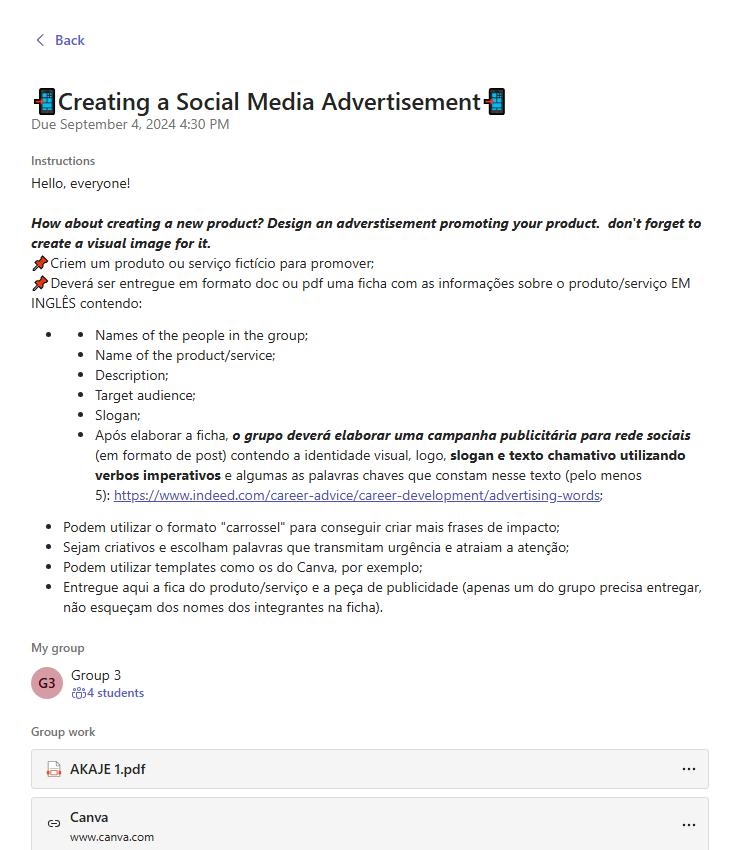 Back
📲Creating a Social Media Advertisement📲
Due September 4, 2024 4:30 PM
Instructions
Hello, everyone!
How about creating a new product? Design an adverstisement promoting your product.  don't forget to
create a visual image for it.
📌Criem um produto ou serviço fictício para promover;
📌Deverá ser entregue em formato doc ou pdf uma ficha com as informações sobre o produto/serviço EM
INGLÊS contendo:
• • Names of the people in the group;
• Name of the product/service;
• Description;
• Target audience;
• Slogan;
• Após elaborar a ficha, o grupo deverá elaborar uma campanha publicitária para rede sociais
(em formato de post) contendo a identidade visual, logo, slogan e texto chamativo utilizando
verbos imperativos e algumas as palavras chaves que constam nesse texto (pelo menos
5): https://www.indeed.com/career-advice/career-development/advertising-words;
• Podem utilizar o formato "carrossel" para conseguir criar mais frases de impacto;
• Sejam criativos e escolham palavras que transmitam urgência e atraiam a atenção;
• Podem utilizar templates como os do Canva, por exemplo;
• Entregue aqui a fica do produto/serviço e a peça de publicidade (apenas um do grupo precisa entregar,
não esqueçam dos nomes dos integrantes na ficha).
My group
G3
Group 3
4 students
Group work
AKAJE 1.pdf
Canva
www.canva.com